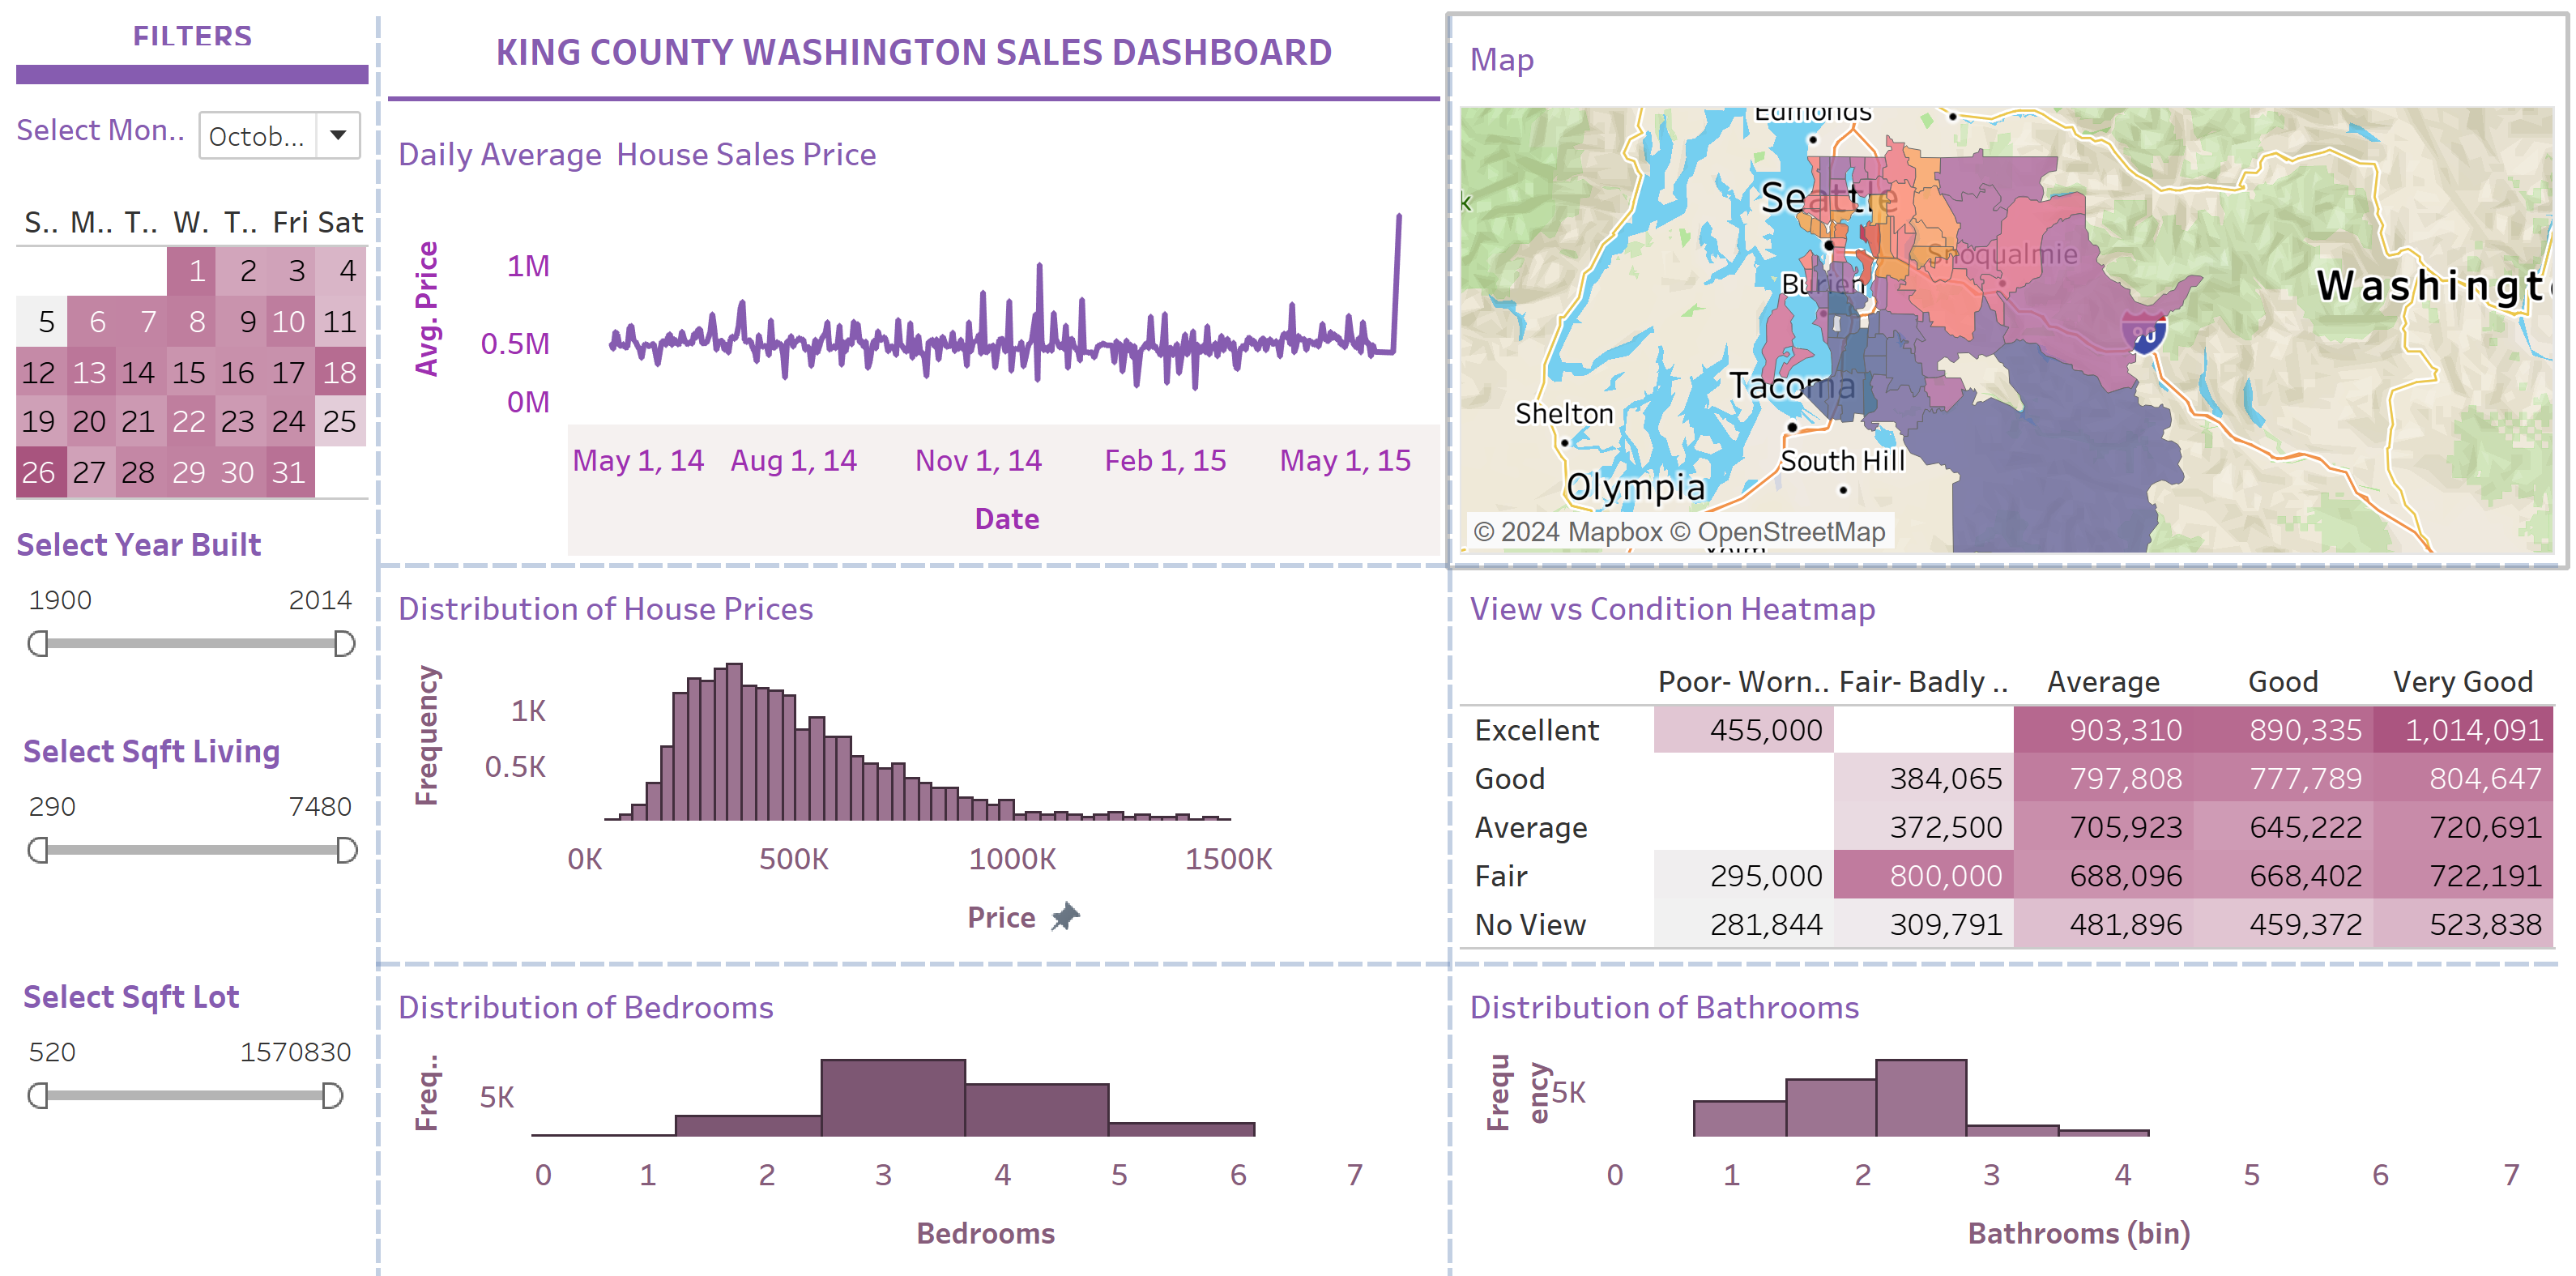 FILTERS
Select Mon.. Octob...
S.. M.. T.. W. T.. Fri Sat
1 2 3 4
5 6 7 8 9 10 11
12 13 14 15 16 17 18
19 20 21 22 23 24 25
26 27 28 29 30 31
Select Year Built
1900 2014
Select Sqft Living
290 7480
Select Sqft Lot
520 1570830
KING COUNTY WASHINGTON SALES DASHBOARD
Daily Average House Sales Price
Avg. Price
1M
0.5M
0M
May 1, 14 Aug 1, 14 Nov 1, 14 Feb 1, 15 May 1, 15
Date
Map
Edmonds
Seattle
k
Snoqualmie
Burien
Washingt
90
Tacoma
Shelton
South Hill
Olympia
© 2024 Mapbox © OpenStreetMap
Yelm
Distribution of House Prices
Frequency
1K
0.5K
0K 500K 1000K 1500K
Price
View vs Condition Heatmap
Poor- Worn.. Fair- Badly .. Average Good Very Good
Excellent 455,000 903,310 890,335 1,014,091
Good 384,065 797,808 777,789 804,647
Average 372,500 705,923 645,222 720,691
Fair 295,000 800,000 688,096 668,402 722,191
No View 281,844 309,791 481,896 459,372 523,838
Distribution of Bedrooms
Freq..
5K
0 1 2 3 4 5 6 7
Bedrooms
Distribution of Bathrooms
Frequ
ency
5K
0 1 2 3 4 5 6 7
Bathrooms (bin)